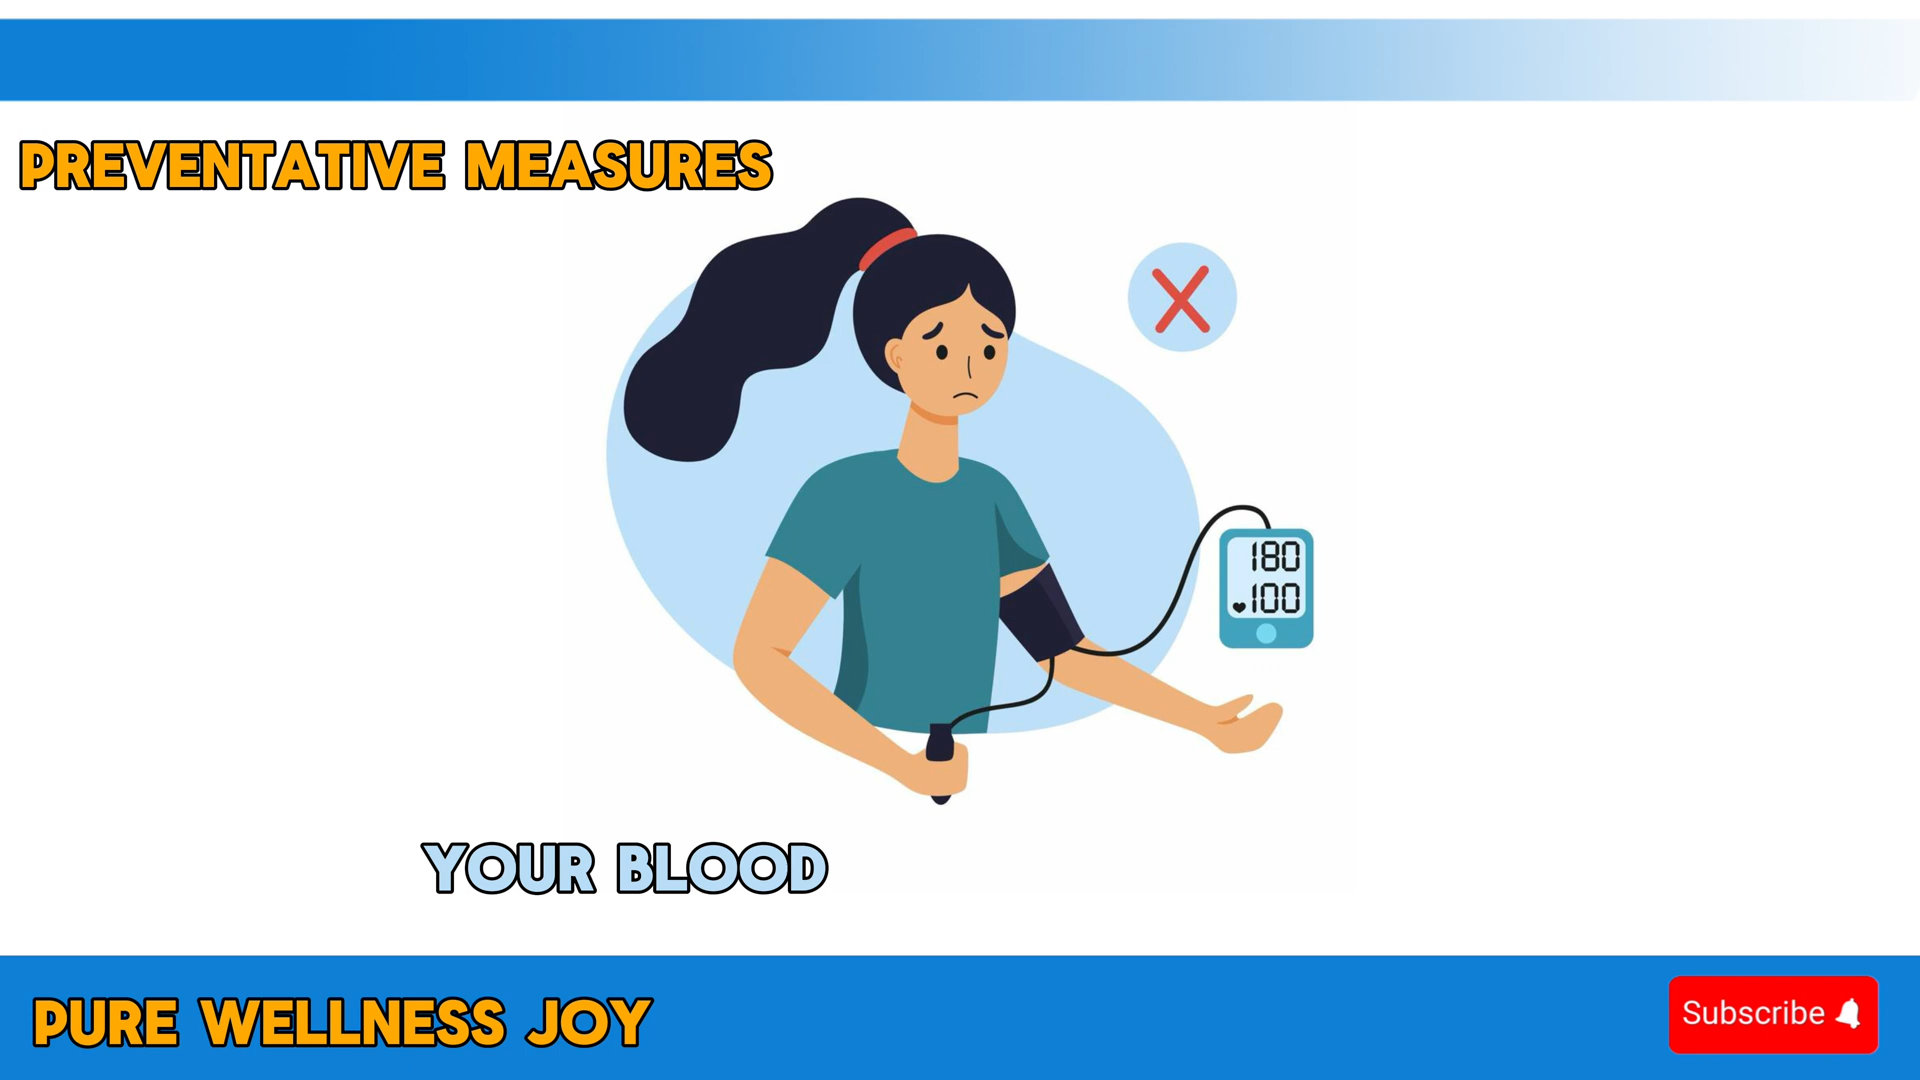 PREVENTATIVE MEASURES
180
100
YOUR BLOOD
PURE WELLNESS JOY
Subscribe